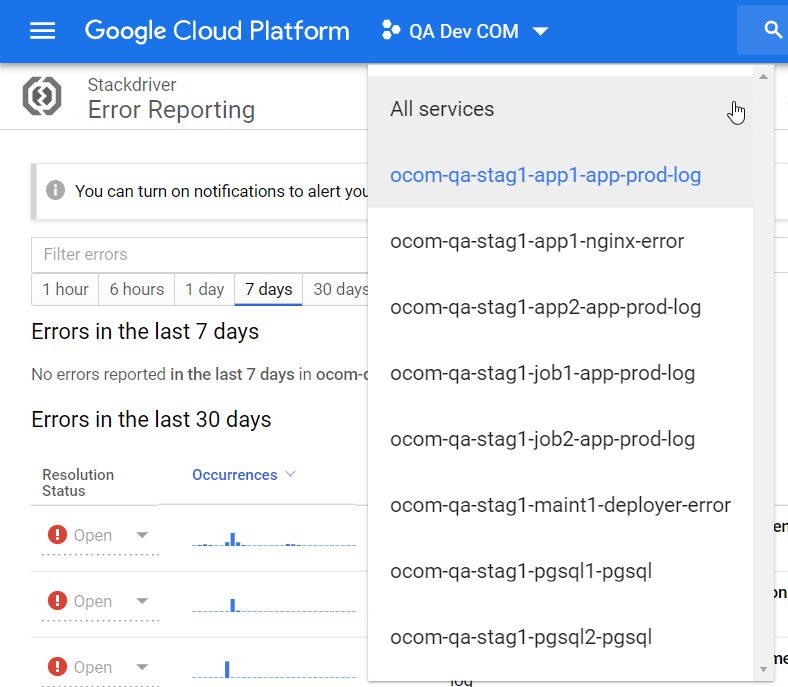 Google Cloud Platform
QA Dev COM
Stackdriver
Error Reporting
You can turn on notifications to alert you
Filter errors
1 hour
6 hours
1 day
7 days
30 days
Errors in the last 7 days
No errors reported in the last 7 days in
Errors in the last 30 days
Resolution
Status
Occurrences
Open
Open
Open
All services
ocom-qa-stag1-app1-app-prod-log
ocom-qa-stag1-app1-nginx-error
ocom-qa-stag1-app2-app-prod-log
ocom-qa-stag1-job1-app-prod-log
ocom-qa-stag1-job2-app-prod-log
ocom-qa-stag1-maint1-deployer-error
ocom-qa-stag1-pgsql1-pgsql
ocom-qa-stag1-pgsql2-pgsql